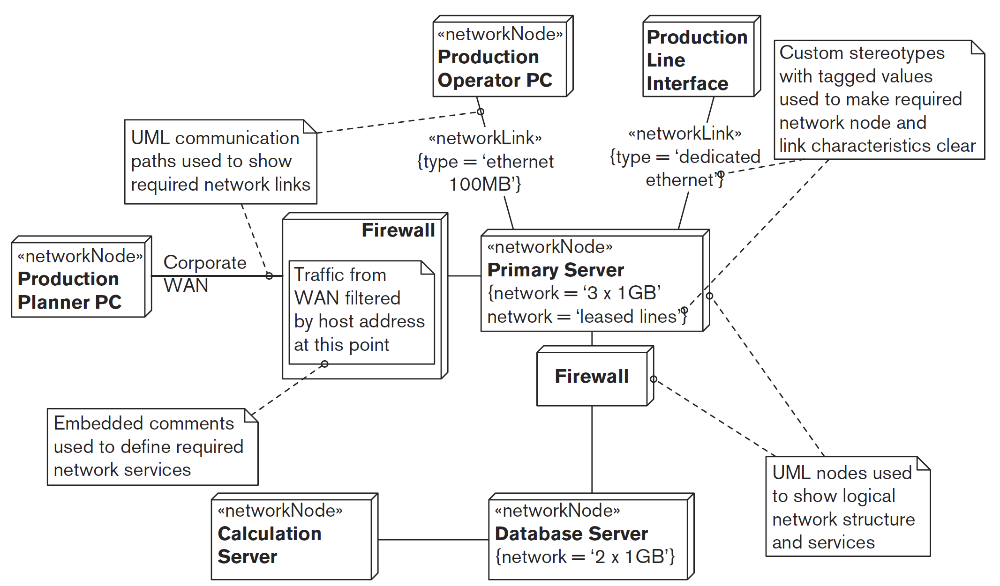 «networkNode»
Production
Operator PC
Production
Line
Interface
Custom stereotypes
with tagged values
used to make required
network node and
link characteristics clear
UML communication
paths used to show
required network links
«networkLink»
{type = ‘ethernet
100MB’}
«networkLink»
{type = ‘dedicated
ethernet’}
«networkNode»
Production
Planner PC
Corporate
WAN
Firewall
Traffic from
WAN filtered
by host address
at this point
«networkNode»
Primary Server
{network = ‘3 x 1GB’
network = ‘leased lines’}
Firewall
Embedded comments
used to define required
network services
UML nodes used
to show logical
network structure
and services
«networkNode»
Calculation
Server
«networkNode»
Database Server
{network = ‘2 x 1GB’}